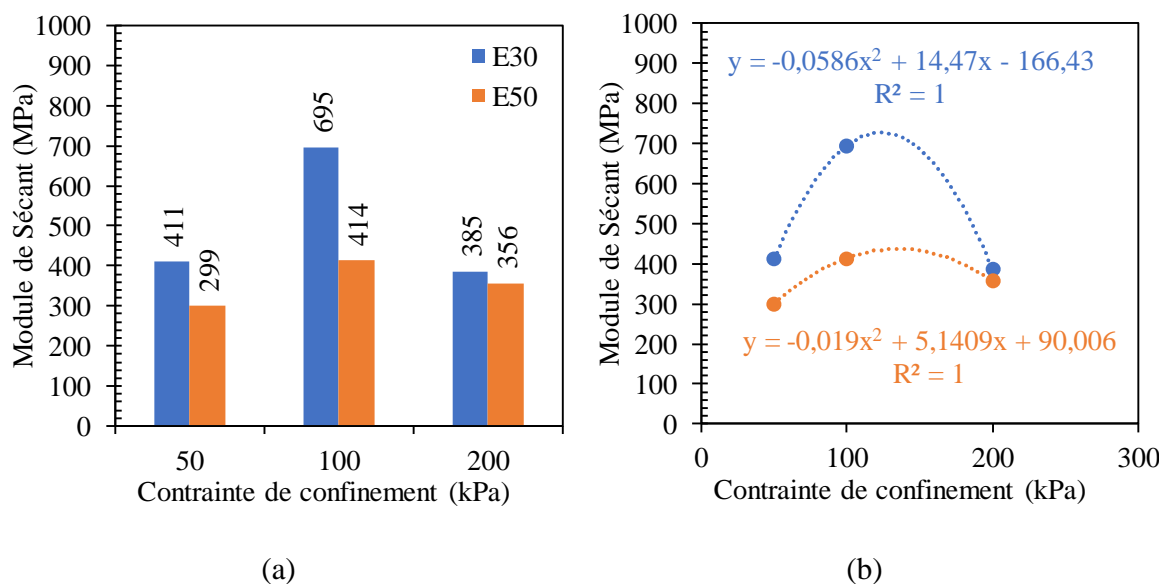 1000
900
800
700
600
500
400
300
200
100
0
Module de Sécant (MPa)
E30
E50
411
299
695
414
385
356
50 100 200
Contrainte de confinement (kPa)
(a)
1000
900
800
700
600
500
400
300
200
100
0
Module de Sécant (MPa)
y = -0,0586x² + 14,47x - 166,43
R² = 1
y = -0,019x² + 5,1409x + 90,006
R² = 1
0 100 200 300
Contrainte de confinement (kPa)
(b)